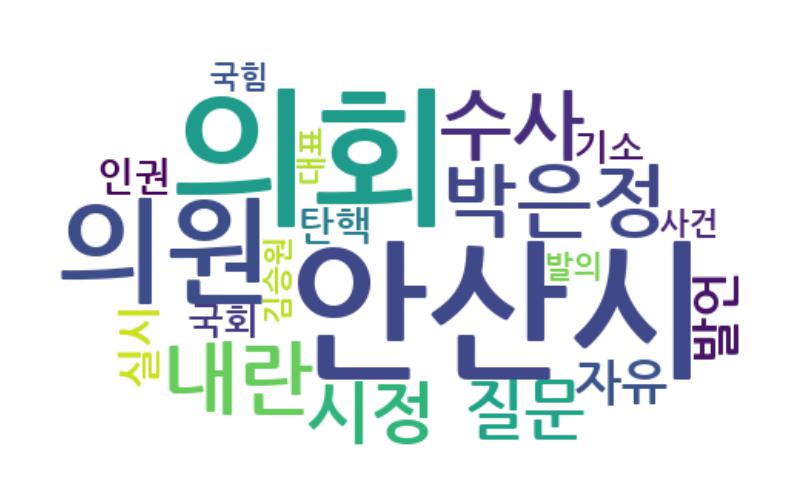 국힘
의회
수사
대표
기소
인권
박은정
의원
탄핵
사건
김승원
안산시
발의
국회
발언
실시
내란
자유
시정
질문